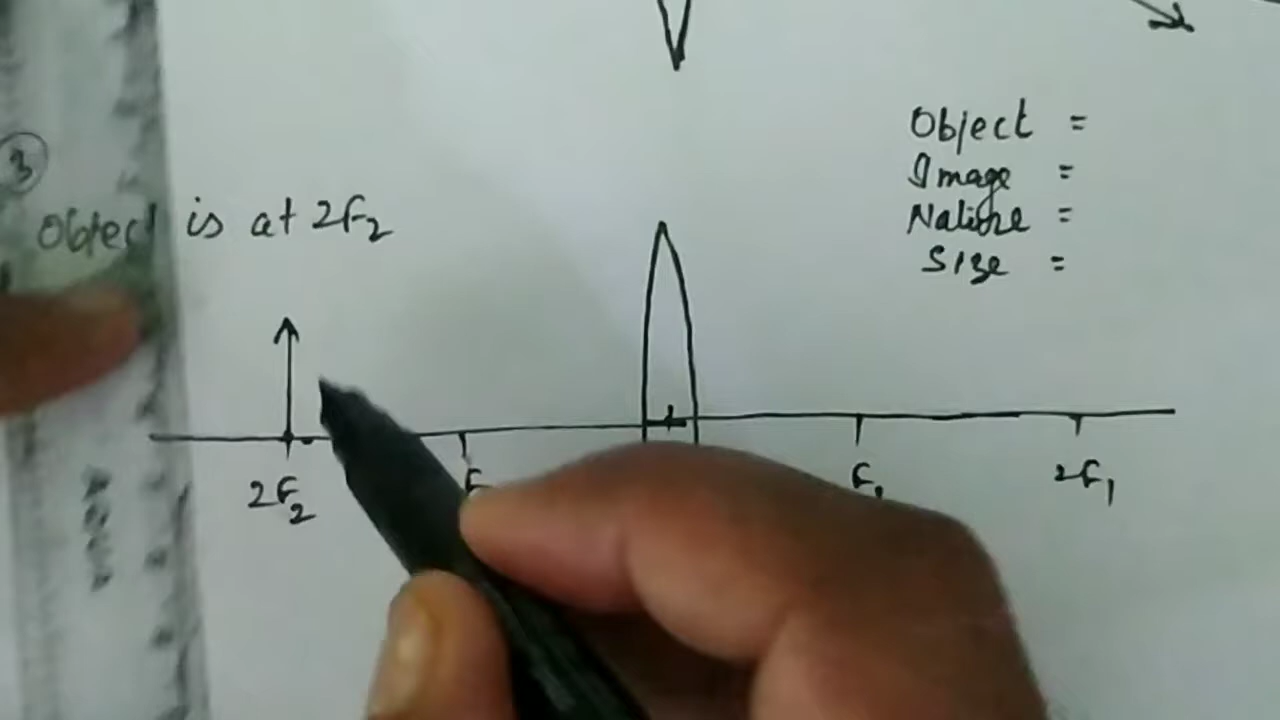 Object =
Image =
Nature =
Size =
3
Object is at 2F2
2F2
F
F1
2F1